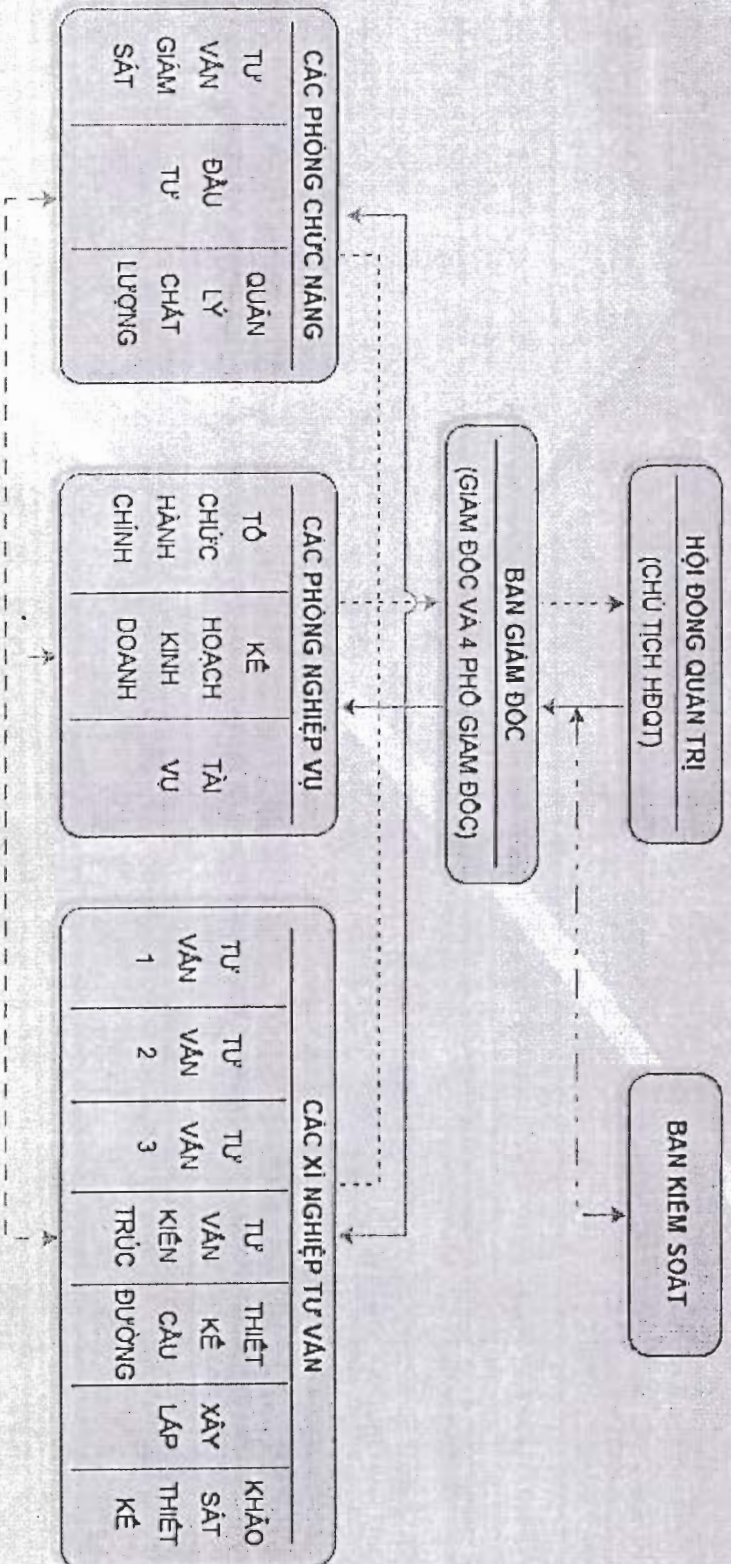 HỘI ĐỒNG QUẢN TRỊ
(CHỦ TỊCH HĐQT)
BAN KIỂM SOÁT
BAN GIÁM ĐỐC
(GIÁM ĐỐC VÀ 4 PHÓ GIÁM ĐỐC)
CÁC PHÒNG CHỨC NĂNG
TƯ
VẤN
GIÁM
SÁT
ĐẦU
TƯ
QUẢN
LÝ
CHẤT
LƯỢNG
CÁC PHÒNG NGHIỆP VỤ
TỔ
CHỨC
HÀNH
CHÍNH
KẾ
HOẠCH
KINH
DOANH
TÀI
VỤ
CÁC XÍ NGHIỆP TƯ VẤN
TƯ
VẤN
1
TƯ
VẤN
2
TƯ
VẤN
3
TƯ
VẤN
KIẾN
TRÚC
THIẾT
KẾ
CẦU
ĐƯỜNG
XÂY
LẮP
KHẢO
SÁT
THIẾT
KẾ